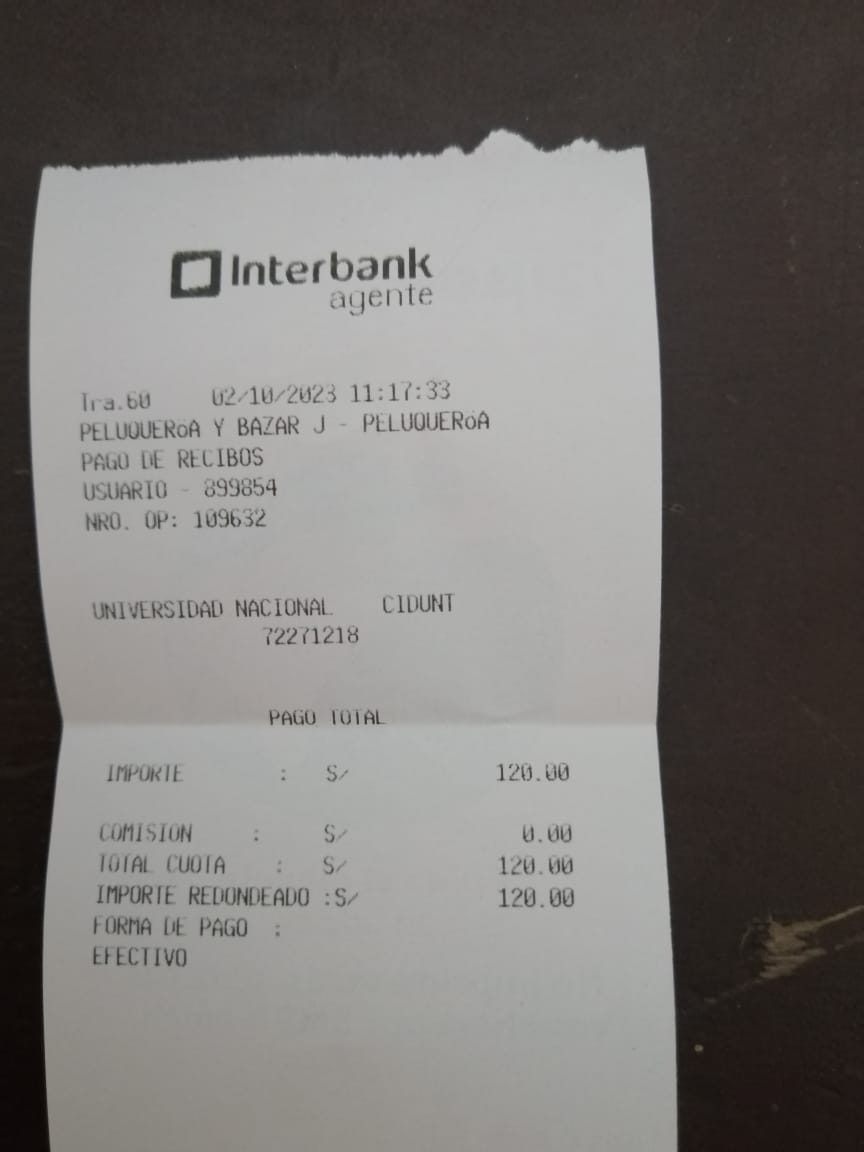 Interbank
agente
Tra.60 02/10/2023 11:17:33
PELUQUERöA Y BAZAR J - PELUQUERöA
PAGO DE RECIBOS
USUARIO - 899854
NRO. OP: 109632
UNIVERSIDAD NACIONAL CIDUNT
72271218
PAGO TOTAL
IMPORTE : S/ 120.00
COMISION : S/ 0.00
TOTAL CUOTA : S/ 120.00
IMPORTE REDONDEADO :S/ 120.00
FORMA DE PAGO :
EFECTIVO